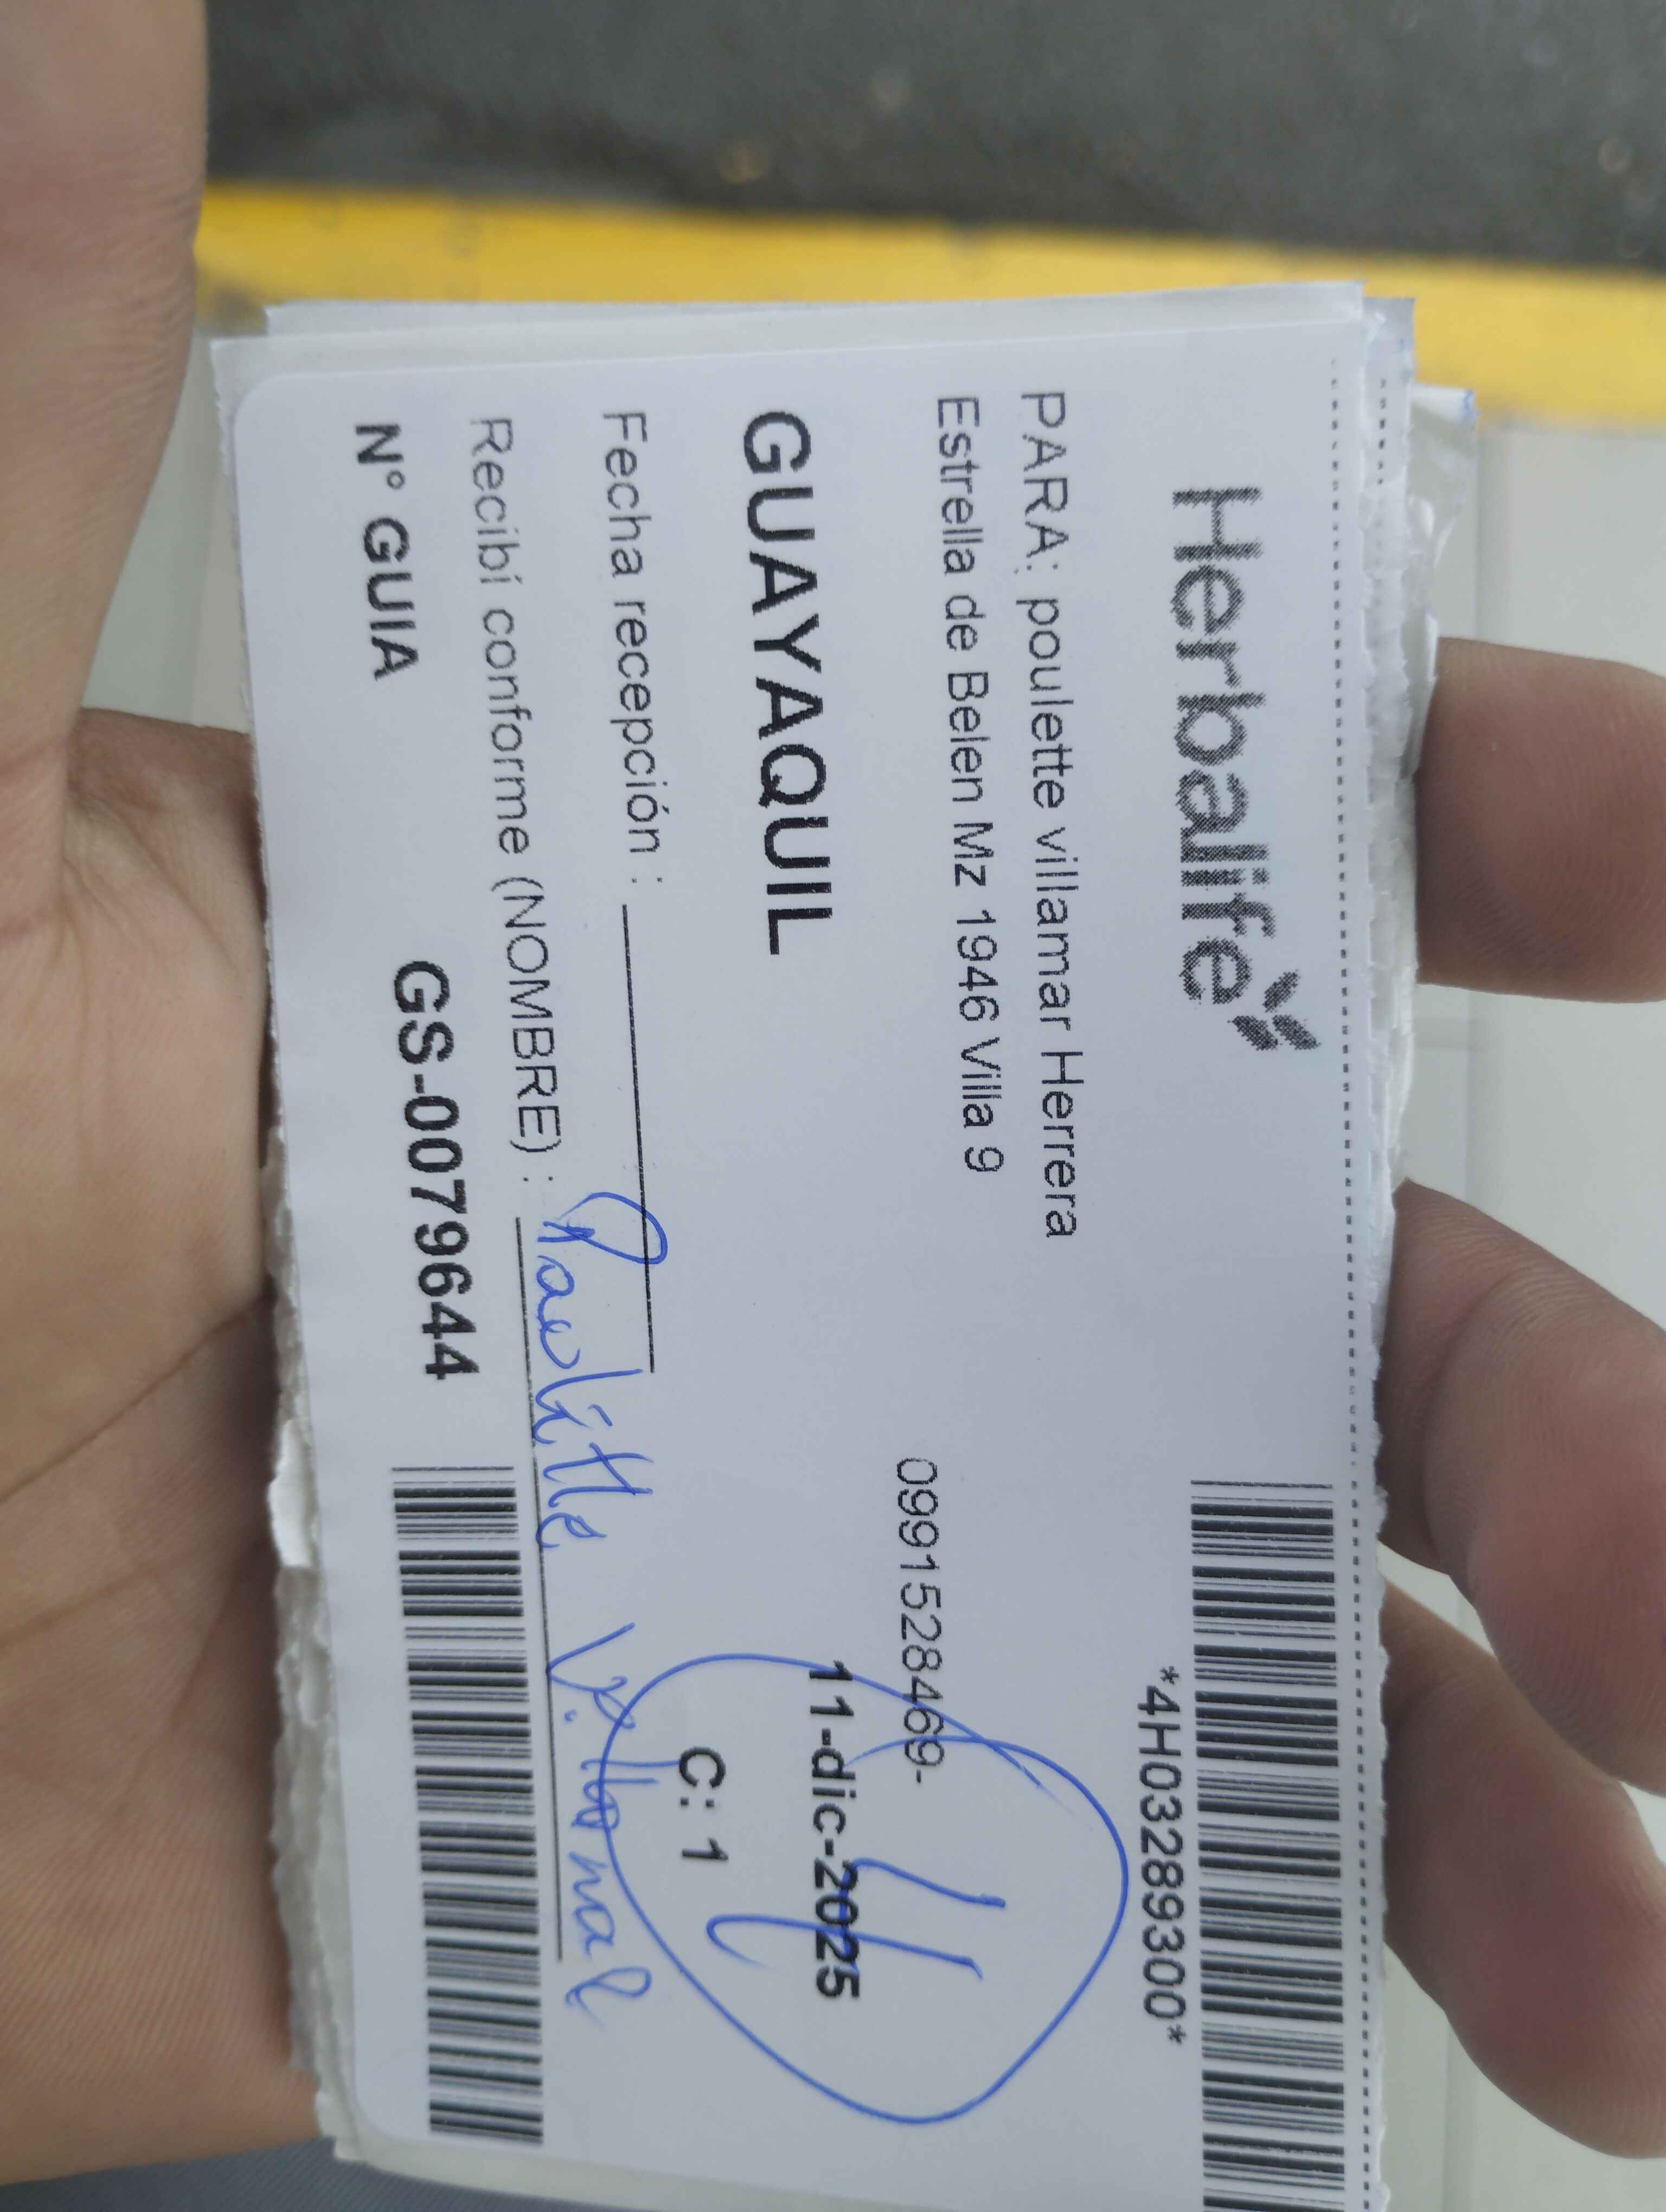 Herbalife
*4H03289300*
PARA: poulette villamar Herrera
Estrella de Belen Mz 1946 Villa 9
0991528469-
GUAYAQUIL
11-dic-2025
C: 1
Fecha recepción :
Recibí conforme (NOMBRE) :
N° GUIA GS-0079644